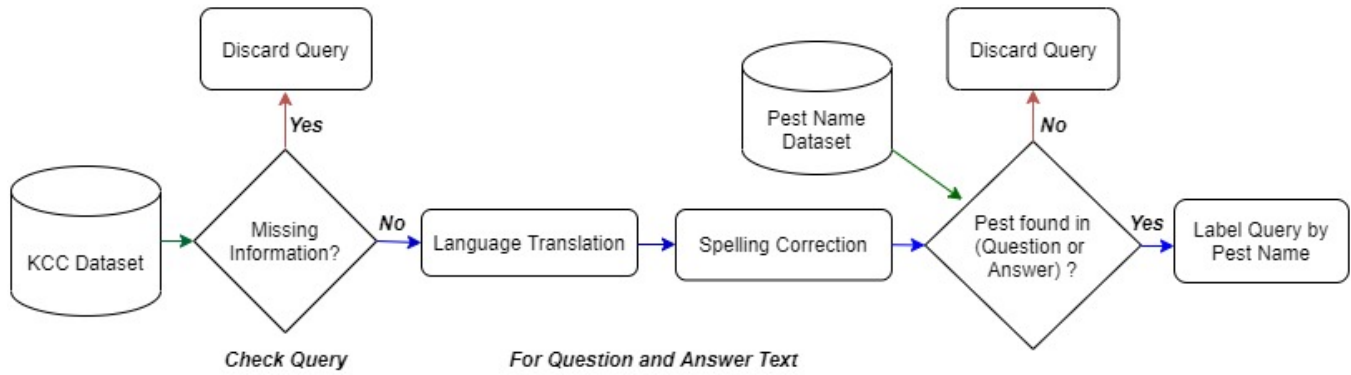 Discard Query
Yes
KCC Dataset
Missing
Information?
No
Check Query
Language Translation
Spelling Correction
For Question and Answer Text
Pest Name
Dataset
Discard Query
No
Pest found in
(Question or
Answer) ?
Yes
Label Query by
Pest Name